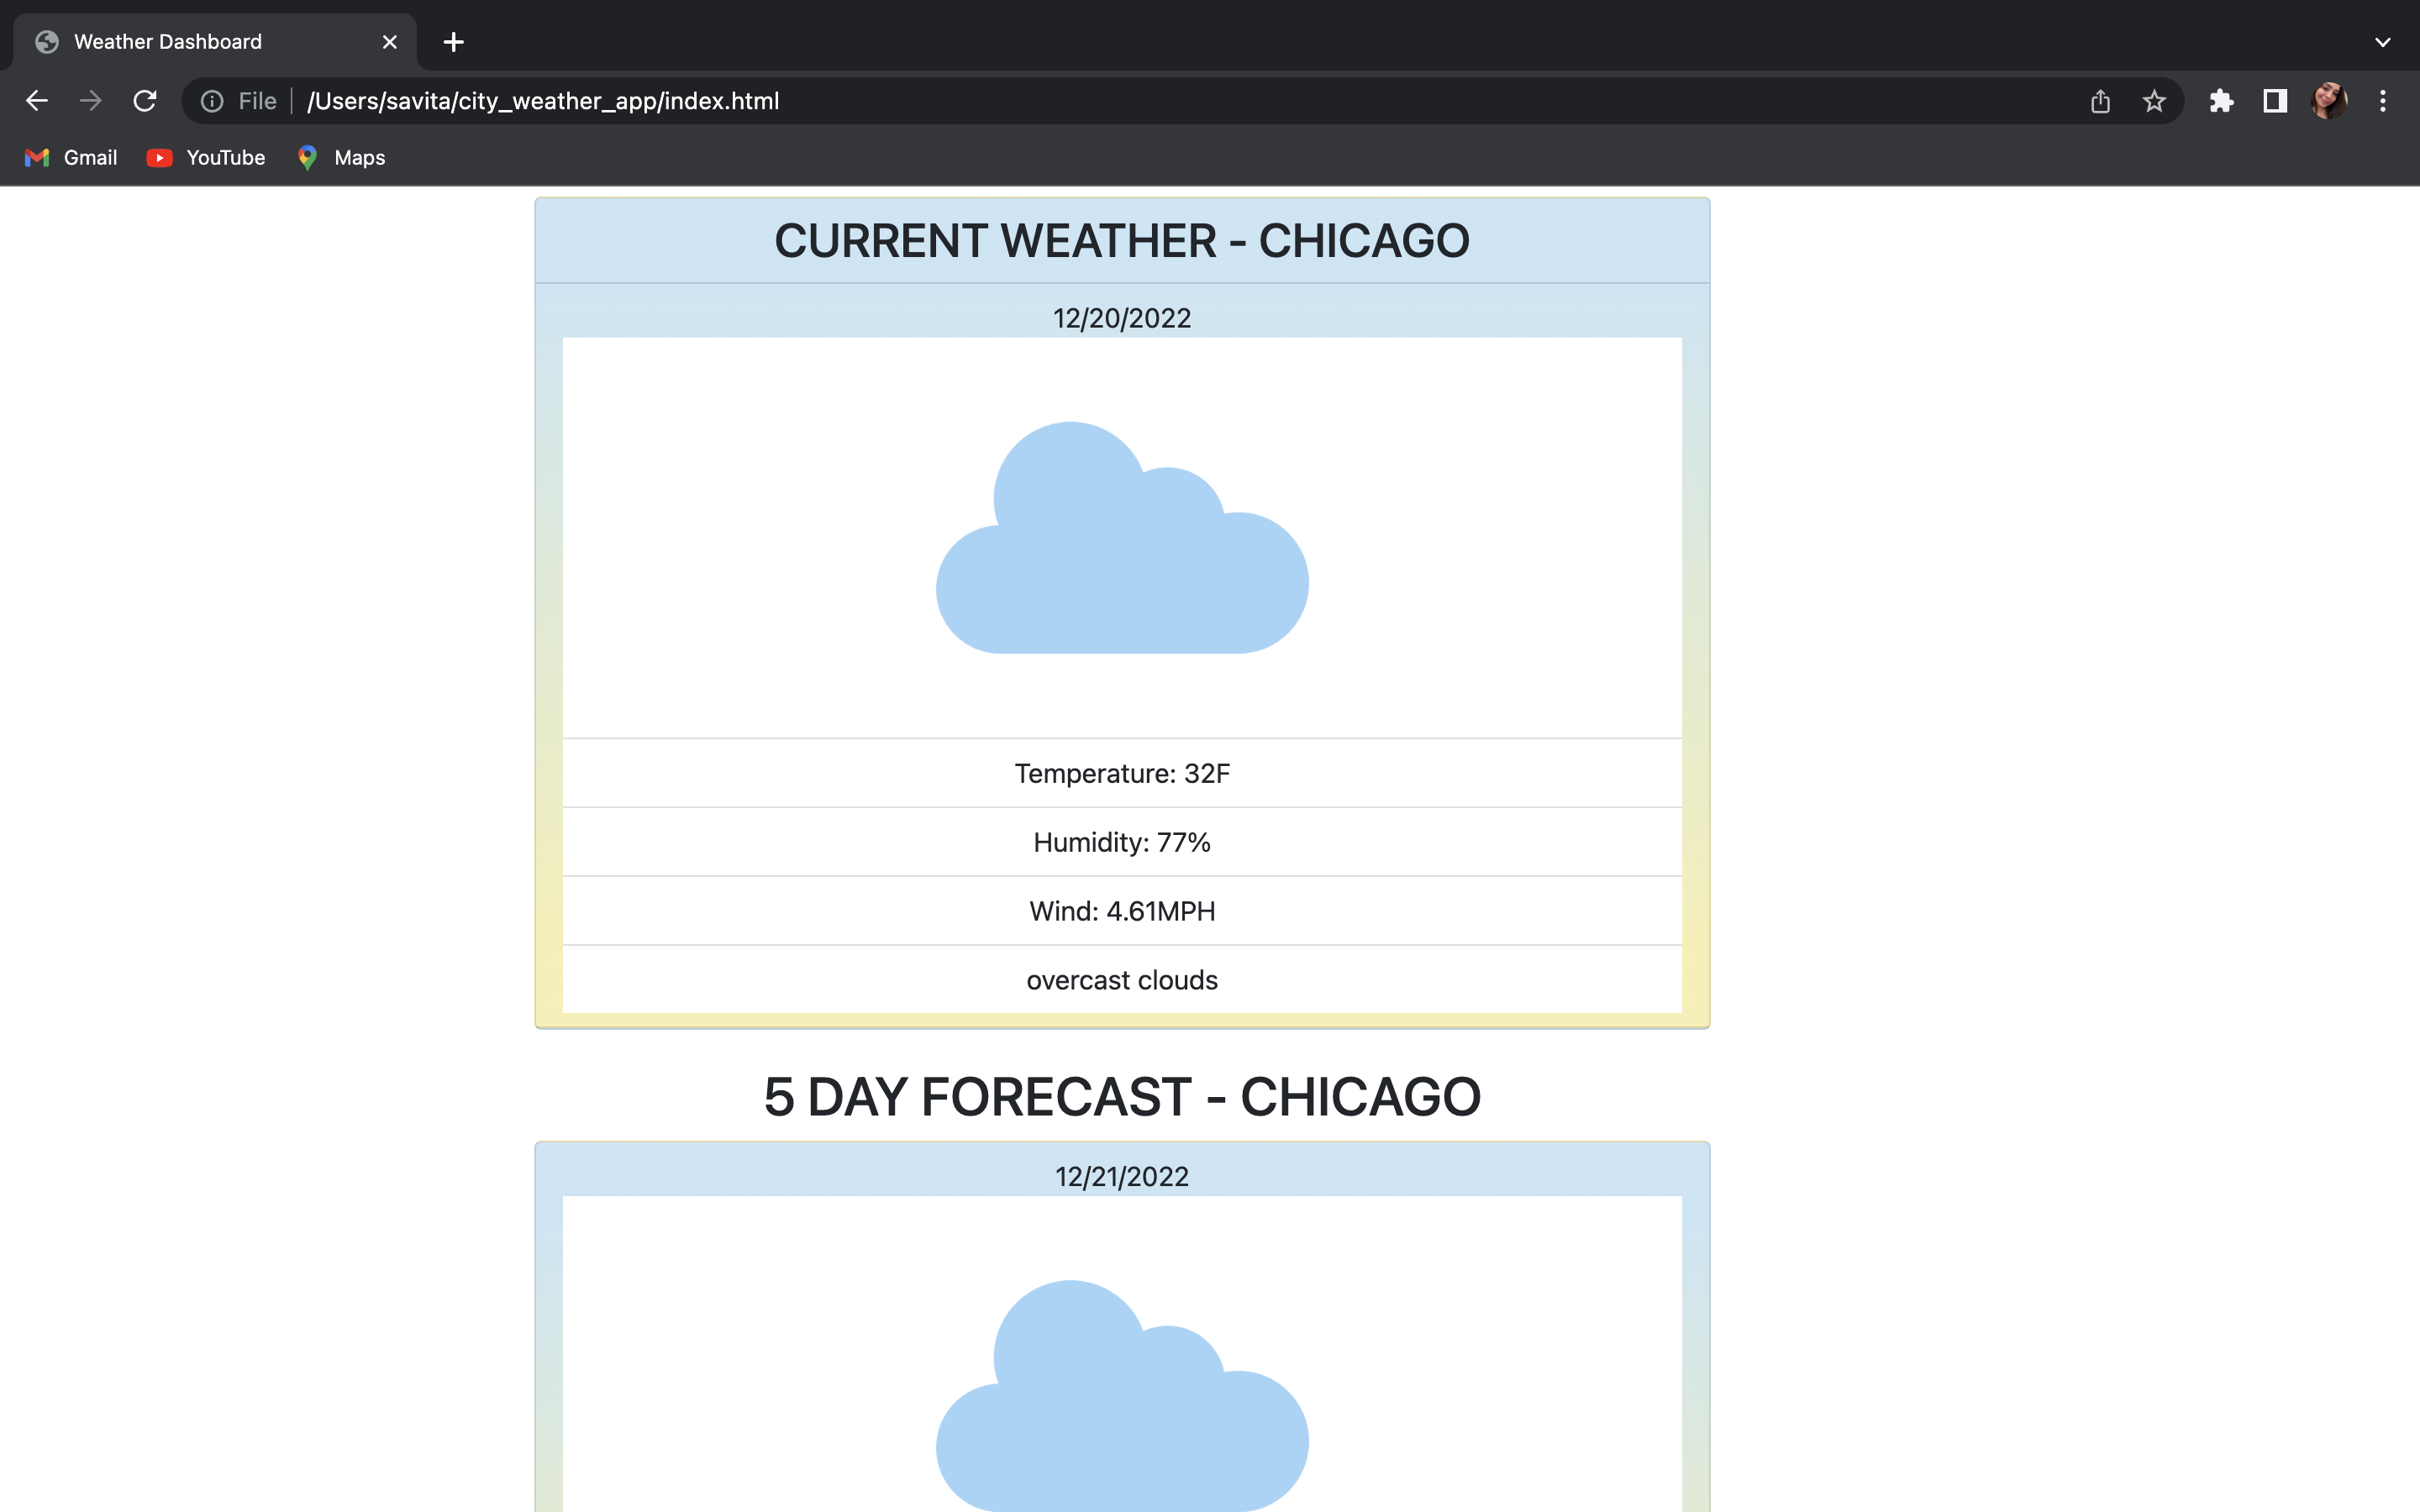 Weather Dashboard
File /Users/savita/city_weather_app/index.html
Gmail YouTube Maps
CURRENT WEATHER - CHICAGO
12/20/2022
Temperature: 32F
Humidity: 77%
Wind: 4.61MPH
overcast clouds
5 DAY FORECAST - CHICAGO
12/21/2022